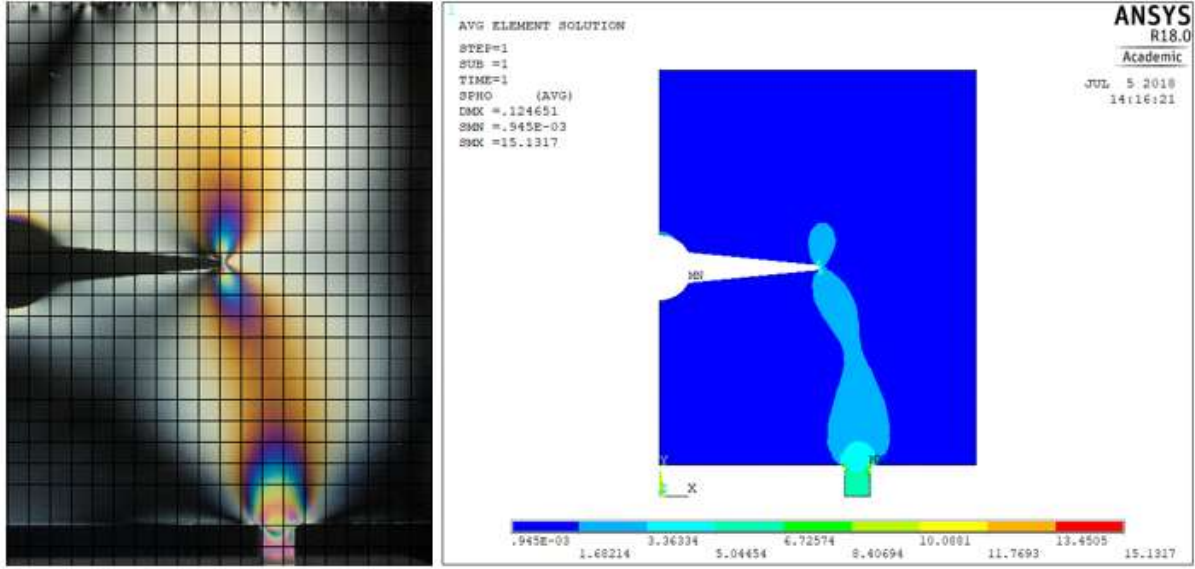 1
AVG ELEMENT SOLUTION
STEP=1
SUB =1
TIME=1
SPHO (AVG)
DMX =.124651
SMN =.945E-03
SMX =15.1317
ANSYS
R18.0
Academic
JUL 5 2018
14:16:21
MN
Y
X
.945E-03 3.36334 6.72574 10.0881 13.4505
1.68214 5.04454 8.40694 11.7693 15.1317